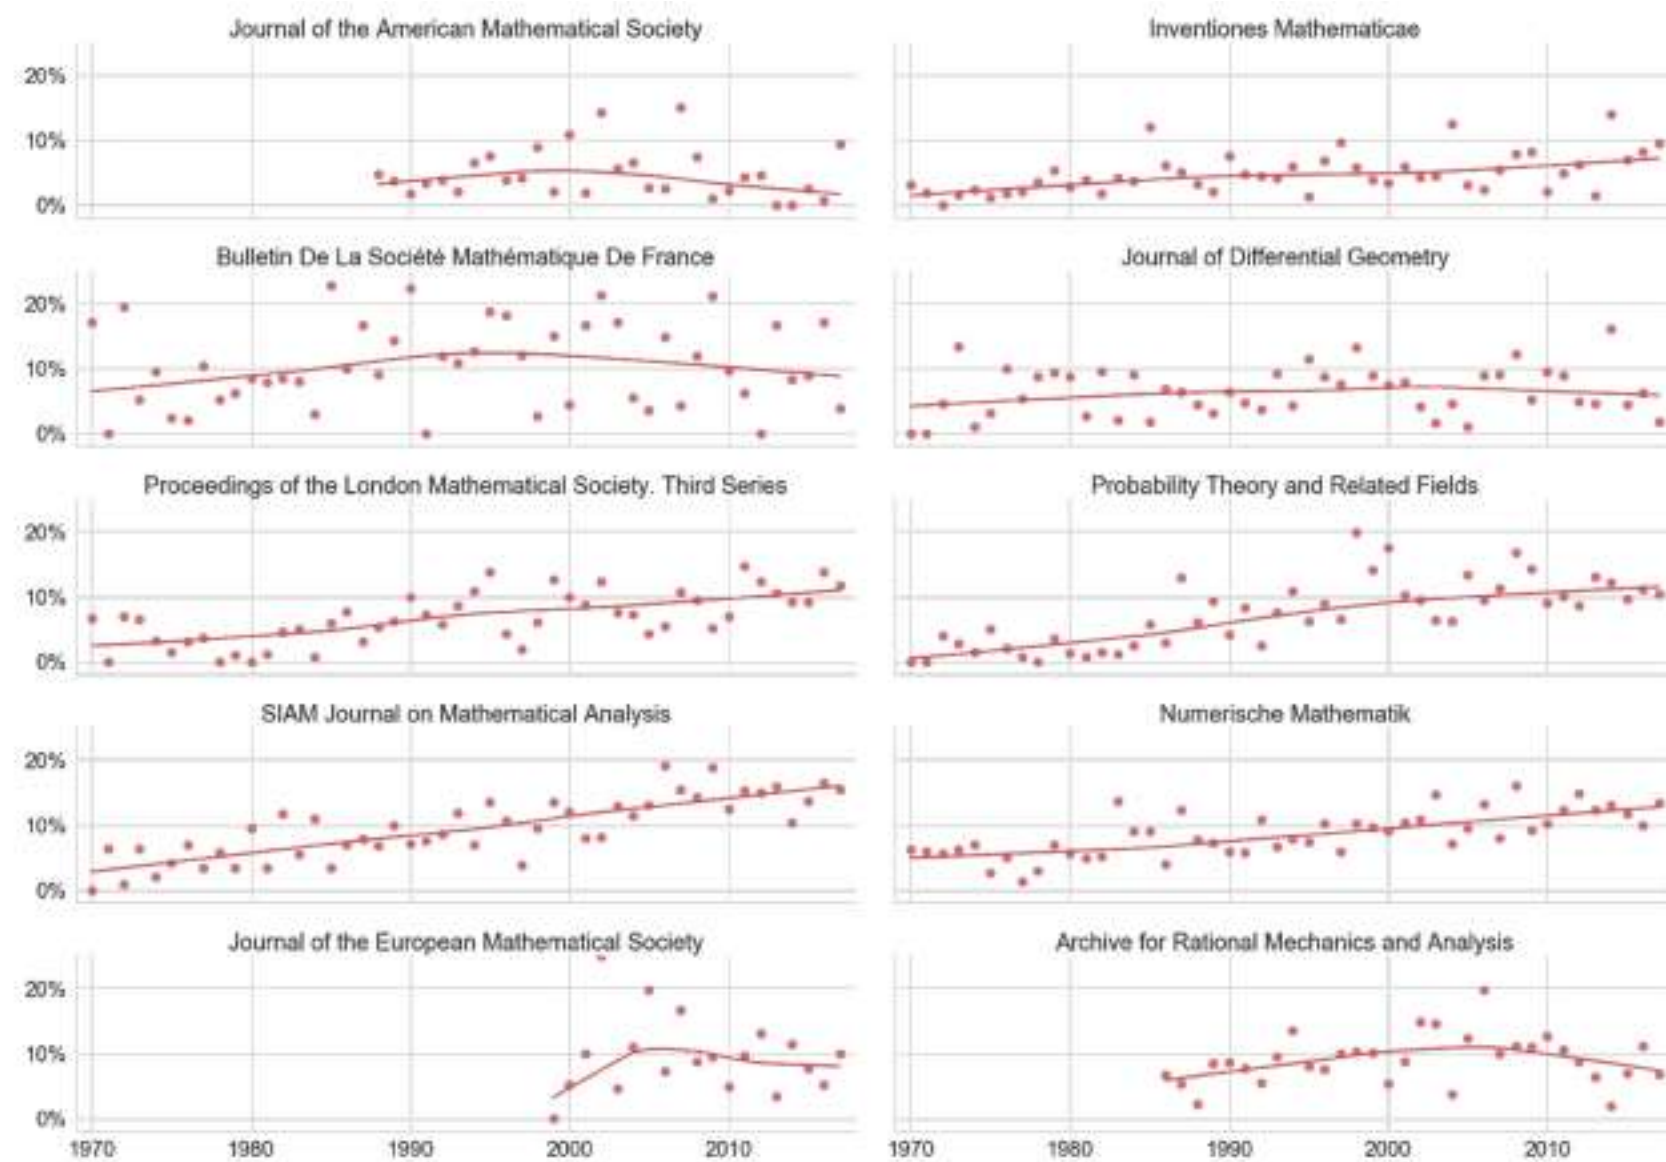 Journal of the American Mathematical Society
Inventiones Mathematicae
20%
10%
0%
Bulletin De La Société Mathématique De France
Journal of Differential Geometry
20%
10%
0%
Proceedings of the London Mathematical Society. Third Series
Probability Theory and Related Fields
20%
10%
0%
SIAM Journal on Mathematical Analysis
Numerische Mathematik
20%
10%
0%
Journal of the European Mathematical Society
Archive for Rational Mechanics and Analysis
20%
10%
0%
1970 1980 1990 2000 2010
1970 1980 1990 2000 2010